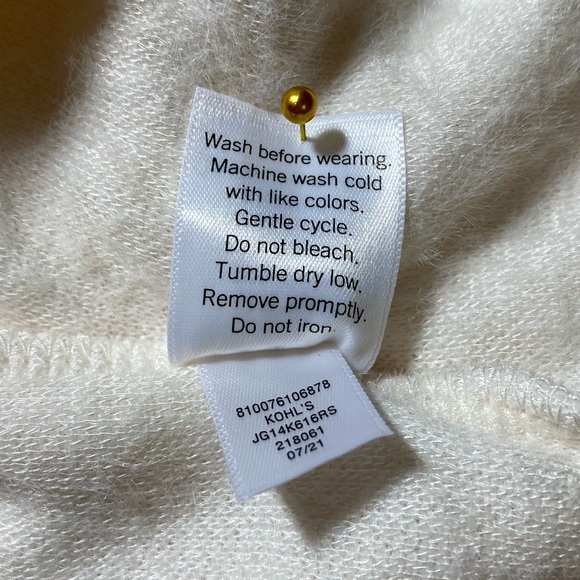 Wash before wearing.
Machine wash cold
with like colors.
Gentle cycle.
Do not bleach.
Tumble dry low.
Remove promptly.
Do not iron.
810076106878
KOHL'S
JG14K616RS
218061
07/21